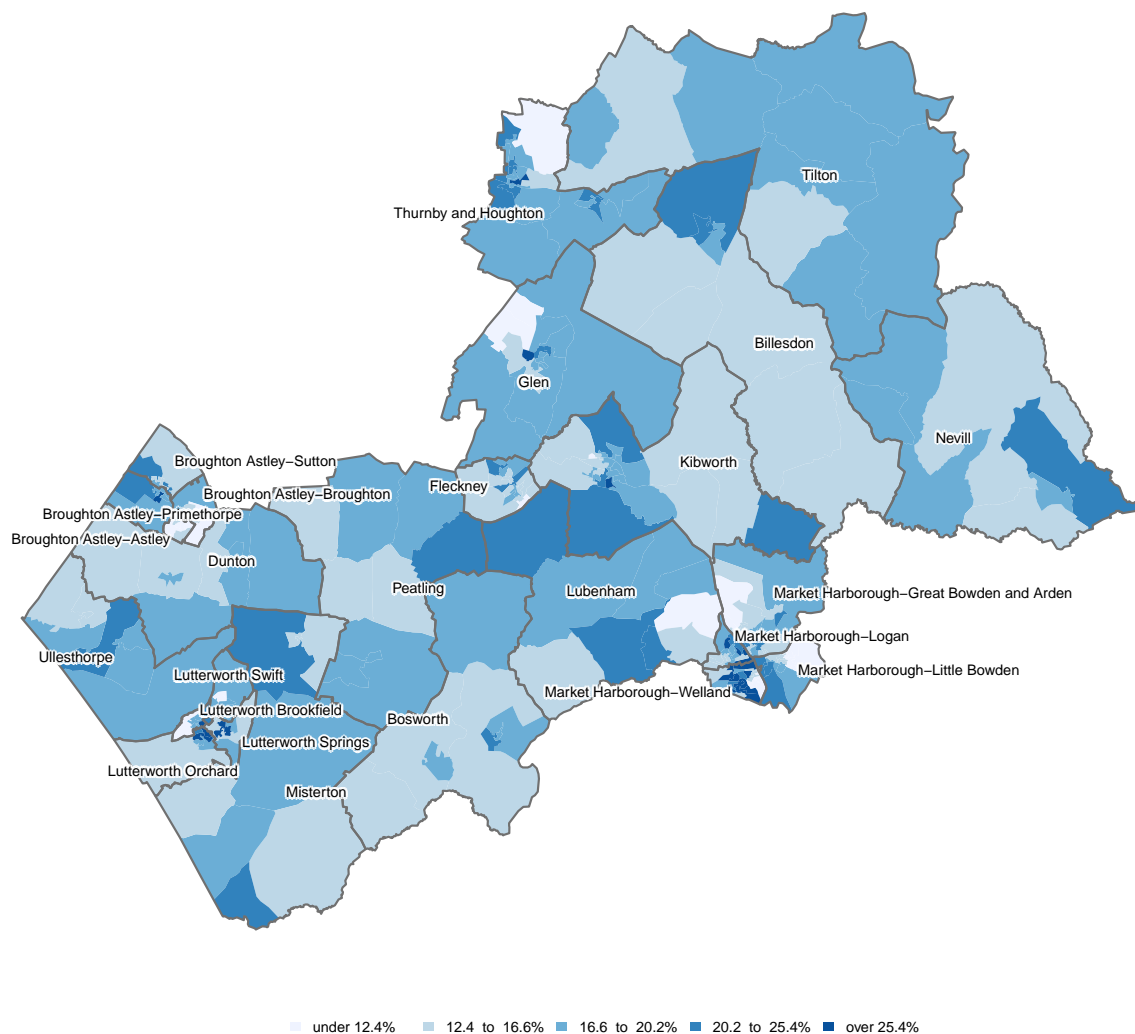 Tilton
Thurnby and Houghton
Billesdon
Glen
Nevill
Broughton Astley−Sutton
Kibworth
Fleckney
Broughton Astley−Broughton
Broughton Astley−Primethorpe
Broughton Astley−Astley
Dunton
Peatling
Lubenham
Market Harborough−Great Bowden and Arden
Market Harborough−Logan
Ullesthorpe
Market Harborough−Little Bowden
Lutterworth Swift
Market Harborough−Welland
Lutterworth Brookfield
Bosworth
Lutterworth Springs
Lutterworth Orchard
Misterton
under 12.4% 12.4 to 16.6% 16.6 to 20.2% 20.2 to 25.4% over 25.4%